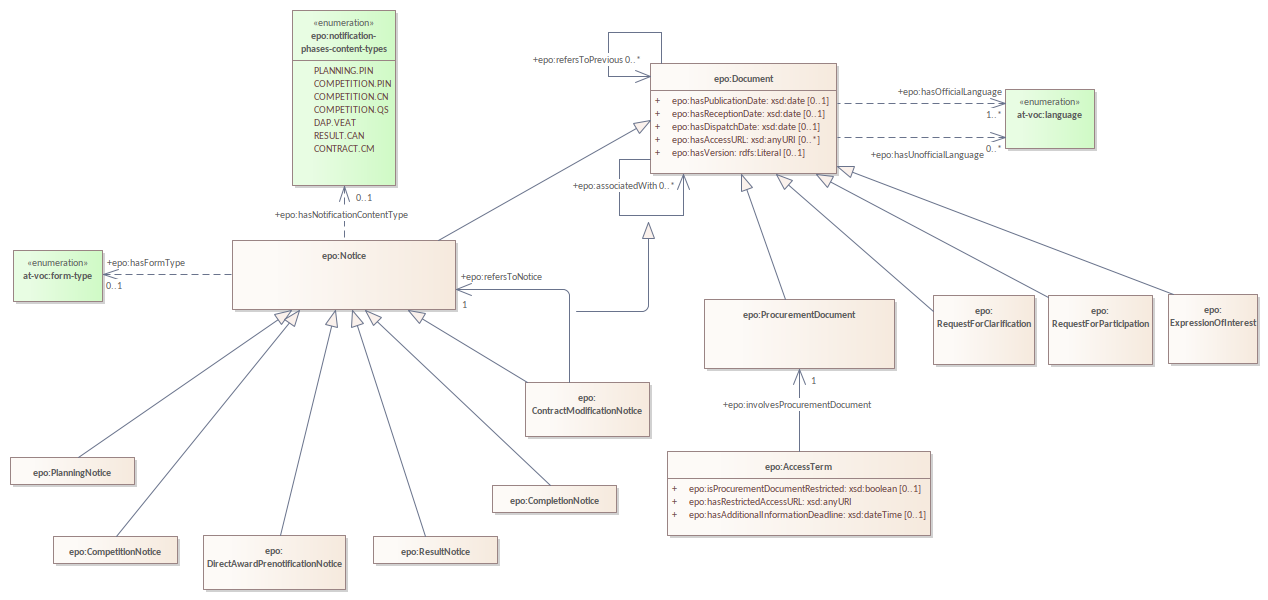 «enumeration»
epo:notification-
phases-content-types
PLANNING.PIN
COMPETITION.PIN
COMPETITION.CN
COMPETITION.QS
DAP.VEAT
RESULT.CAN
CONTRACT.CM
+epo:refersToPrevious 0..*
epo:Document
+ epo:hasPublicationDate: xsd:date [0..1]
+ epo:hasReceptionDate: xsd:date [0..1]
+ epo:hasDispatchDate: xsd:date [0..1]
+ epo:hasAccessURL: xsd:anyURI [0..*]
+ epo:hasVersion: rdfs:Literal [0..1]
+epo:hasOfficialLanguage
1..*
«enumeration»
at-voc:language
+epo:hasUnofficialLanguage
0..*
+epo:associatedWith 0..*
0..1
+epo:hasNotificationContentType
«enumeration»
at-voc:form-type
+epo:hasFormType
0..1
epo:Notice
+epo:refersToNotice
1
epo:ProcurementDocument
epo:
RequestForClarification
epo:
RequestForParticipation
epo:
ExpressionOfInterest
1
+epo:involvesProcurementDocument
epo:
ContractModificationNotice
epo:AccessTerm
+ epo:isProcurementDocumentRestricted: xsd:boolean [0..1]
+ epo:hasRestrictedAccessURL: xsd:anyURI
+ epo:hasAdditionalInformationDeadline: xsd:dateTime [0..1]
epo:PlanningNotice
epo:CompletionNotice
epo:CompetitionNotice
epo:
DirectAwardPrenotificationNotice
epo:ResultNotice